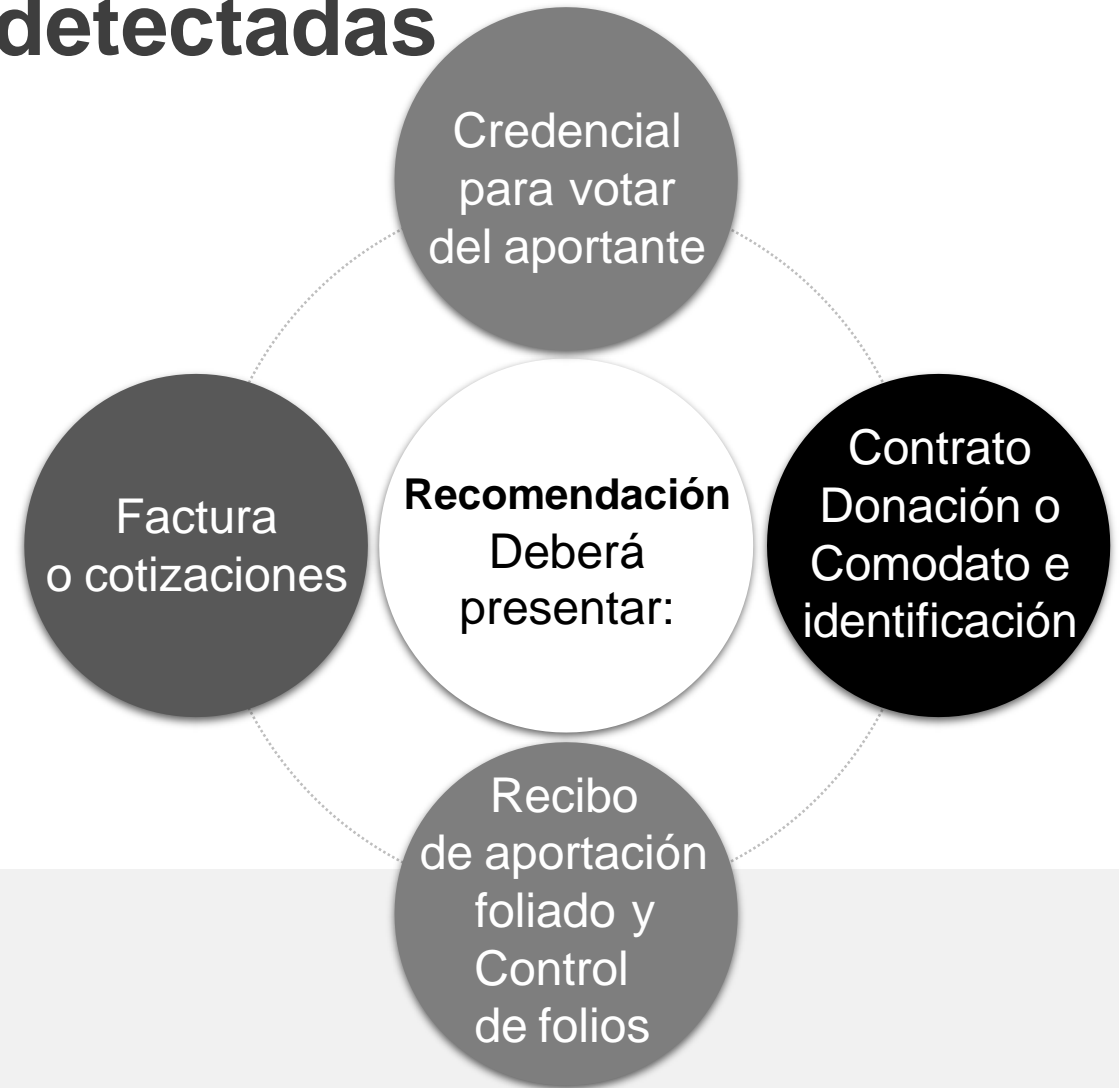 detectadas
Credencial
para votar
del aportante
Factura
o cotizaciones
Recomendación
Deberá
presentar:
Contrato
Donación o
Comodato e
identificación
Recibo
de aportación
foliado y
Control
de folios